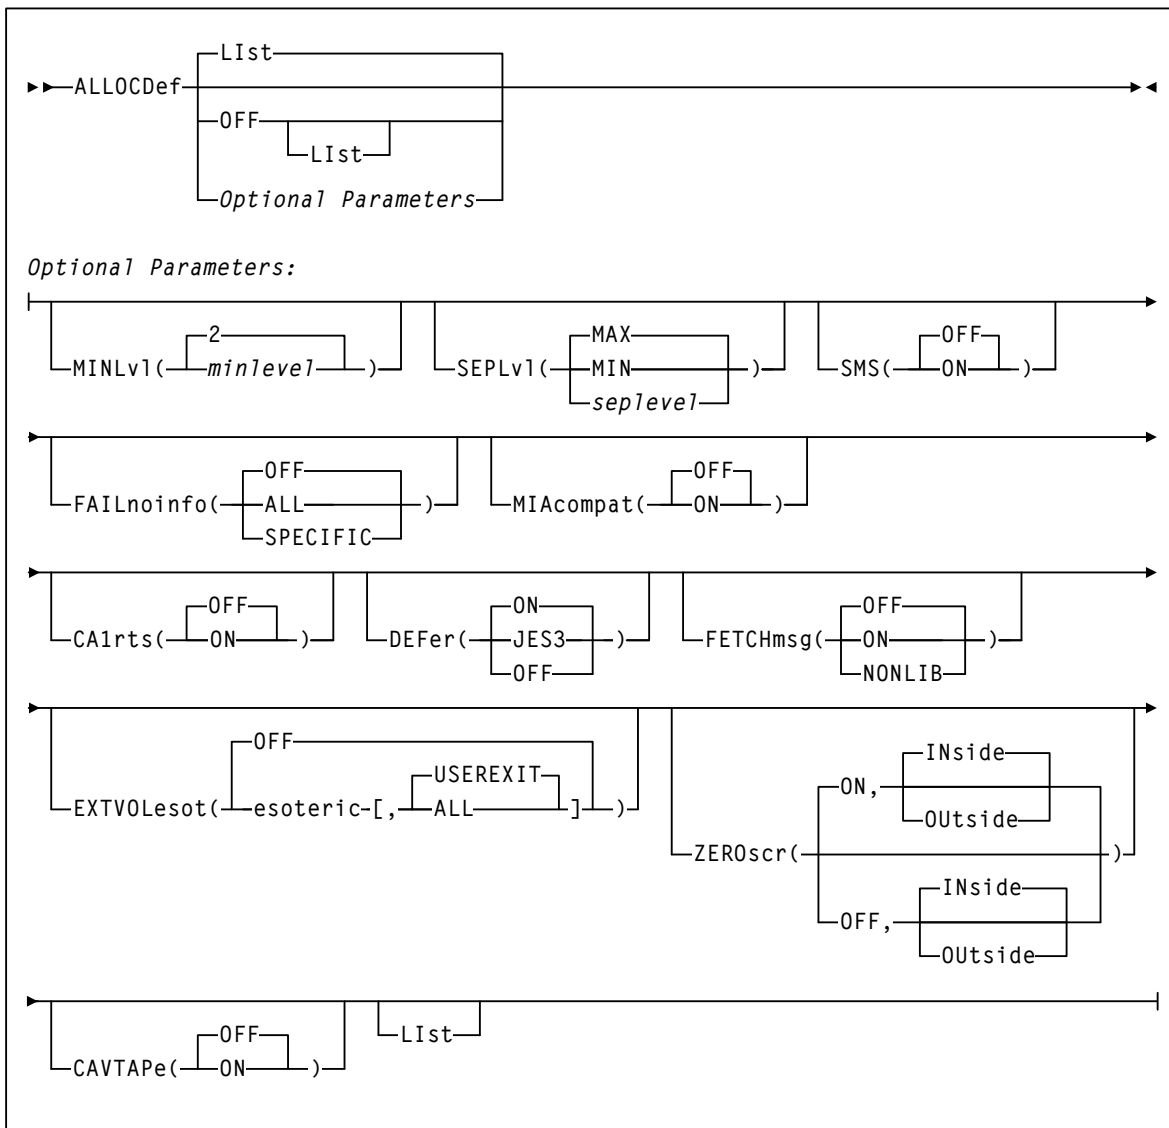 LIst
ALLOCDef
OFF
LIst
Optional Parameters
Optional Parameters:
2
MINLvl( minlevel )
MAX
SEPLvl( MIN )
seplevel
OFF
SMS( ON )
OFF
FAILnoinfo( ALL )
SPECIFIC
OFF
MIAcompat( ON )
OFF
CA1rts( ON )
ON
DEFer( JES3 )
OFF
OFF
FETCHmsg( ON )
NONLIB
OFF
USEREXIT
EXTVOLesot( esoteric [, ALL ] )
INside
ON,
OUtside
ZEROscr( )
INside
OFF,
OUtside
OFF
CAVTAPe( ON )
LIst